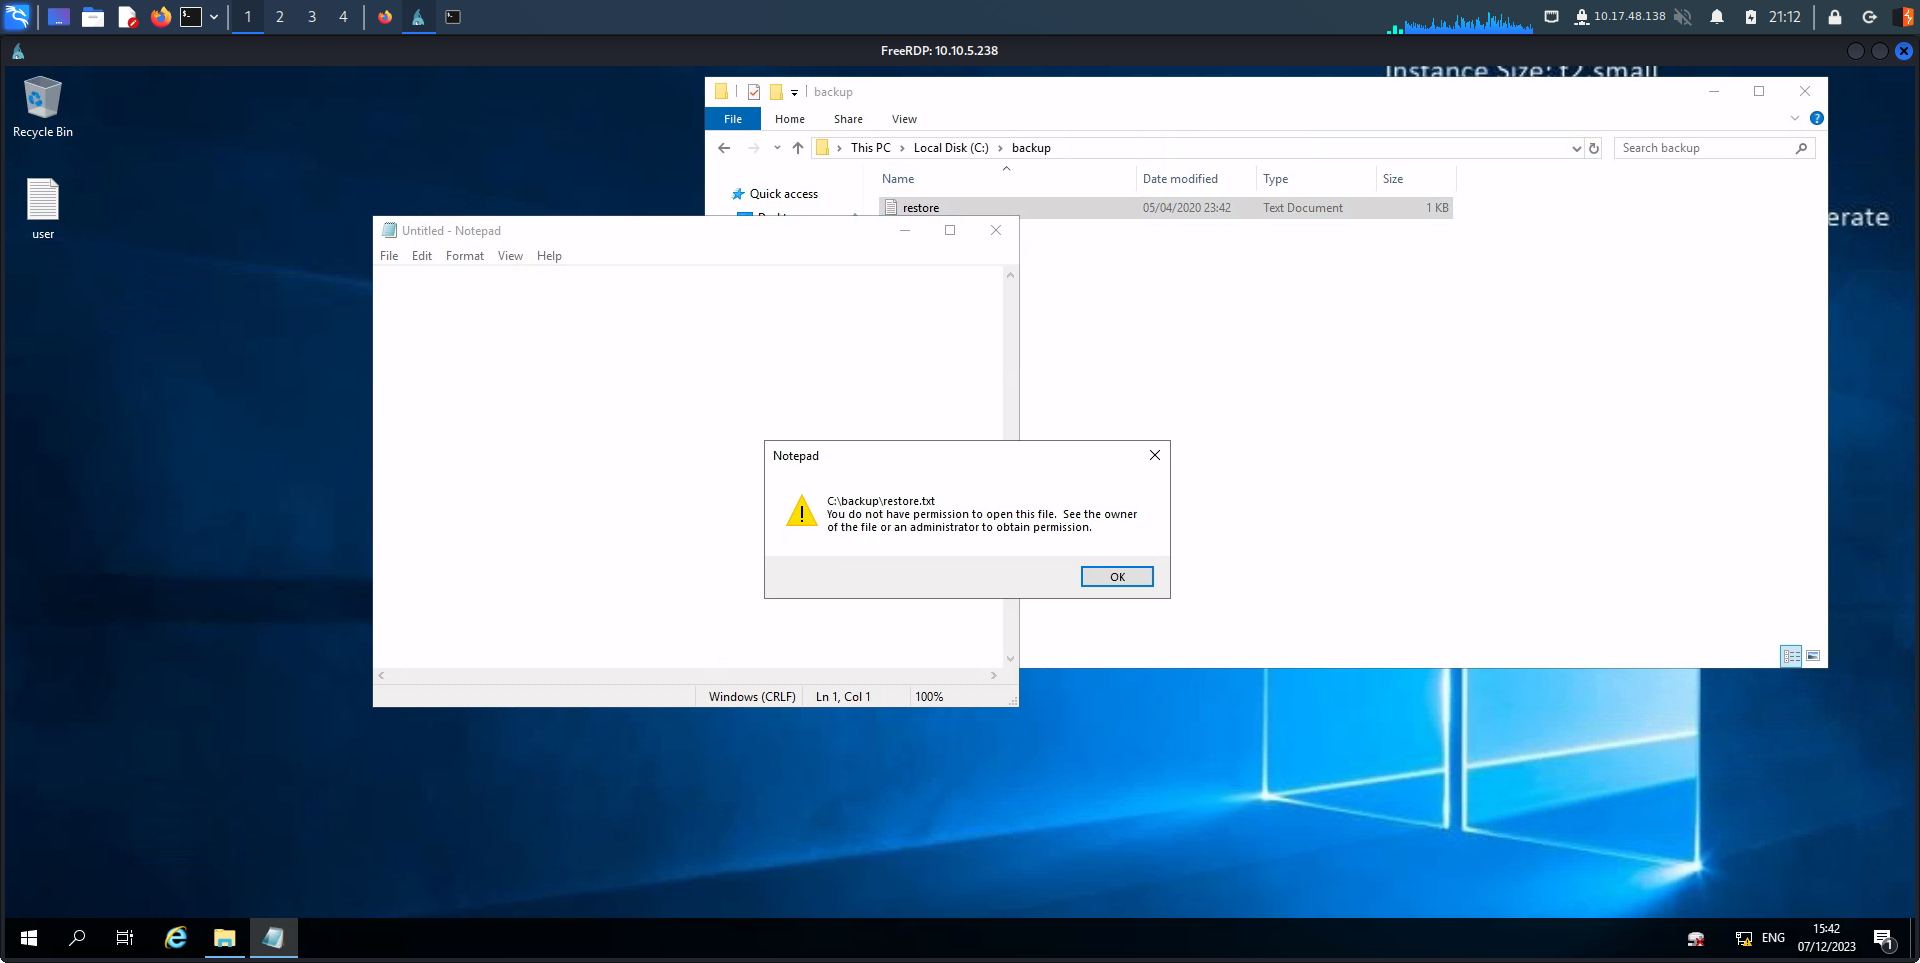 1 2 3 4
10.17.48.138
21:12
FreeRDP: 10.10.5.238
Instance Size: t2.small
Recycle Bin
user
backup
File Home Share View
This PC > Local Disk (C:) > backup
Search backup
Name Date modified Type Size
Quick access
restore 05/04/2020 23:42 Text Document 1 KB
erate
Untitled - Notepad
File Edit Format View Help
Notepad
C:\backup\restore.txt
You do not have permission to open this file. See the owner
of the file or an administrator to obtain permission.
OK
Windows (CRLF) Ln 1, Col 1 100%
ENG
15:42
07/12/2023
1